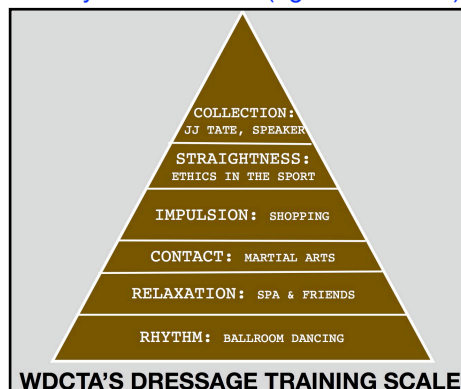 COLLECTION:
JJ TATE, SPEAKER
STRAIGHTNESS:
ETHICS IN THE SPORT
IMPULSION: SHOPPING
CONTACT: MARTIAL ARTS
RELAXATION: SPA & FRIENDS
RHYTHM: BALLROOM DANCING
WDCTA'S DRESSAGE TRAINING SCALE